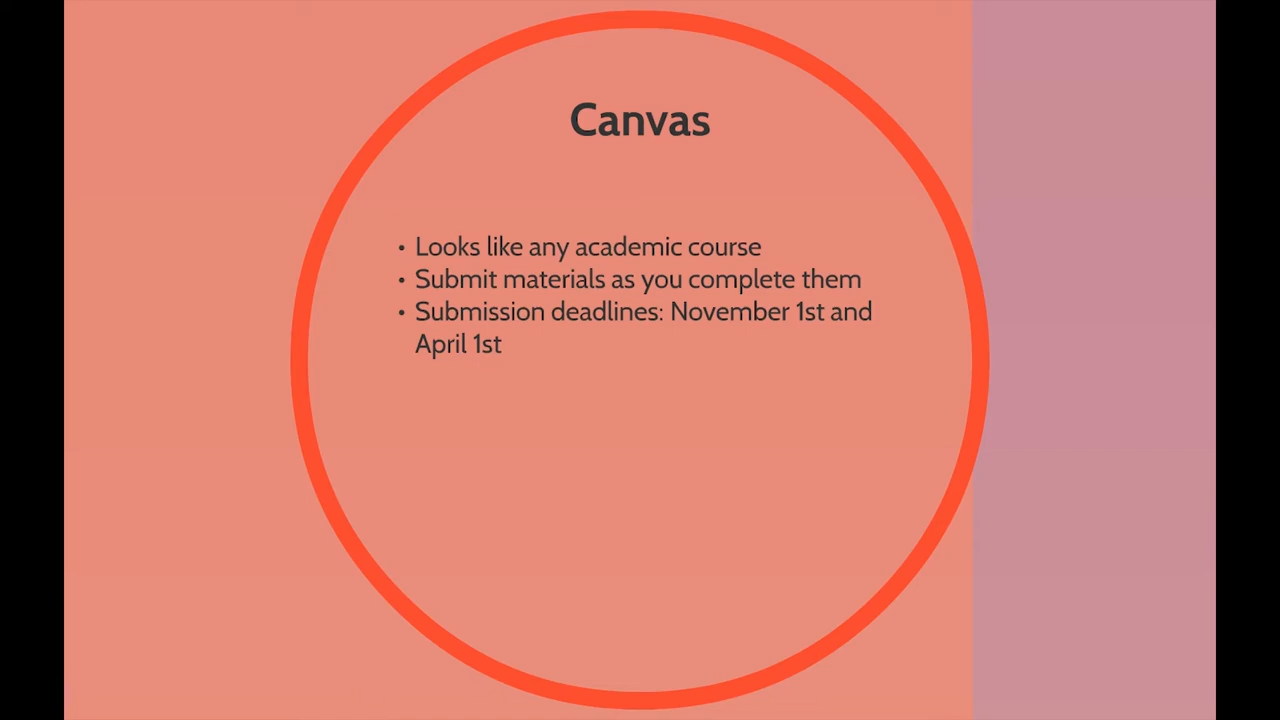 Canvas
• Looks like any academic course
• Submit materials as you complete them
• Submission deadlines: November 1st and
April 1st